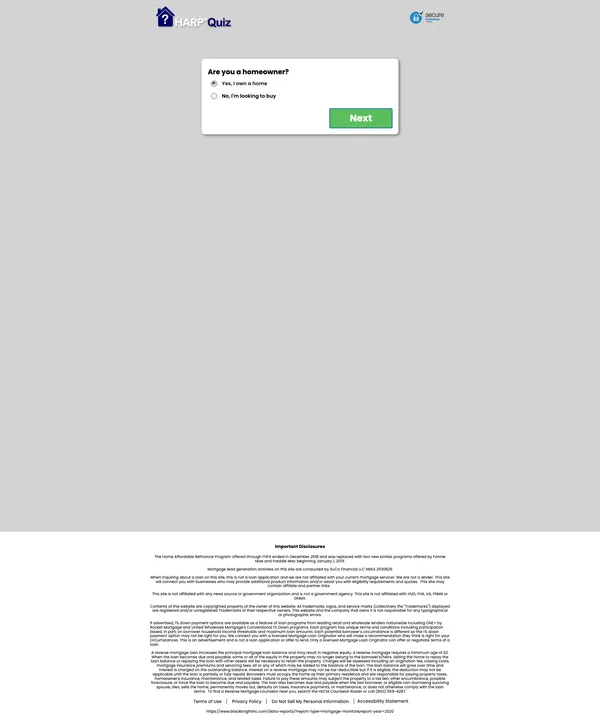 ?
HARP Quiz
secure
Are you a homeowner?
Yes, I own a home
No, I'm looking to buy
Next
Important Disclosures
The Home Affordable Refinance Program offered through FHFA ended in December 2018 and was replaced with two new similar programs offered by Fannie
Mae and Freddie Mac beginning January 1, 2019.
Mortgage lead generation activities on this site are conducted by SuCo Financial LLC NMLS 2530826
When inquiring about a loan on this site, this is not a loan application and we are not affiliated with your current mortgage servicer. We are not a lender. This site
will connect you with businesses who may provide additional product information and/or assist you with eligibility requirements and quotes. This site may
contain affiliate and partner links.
This site is not affiliated with any news source or government organization and is not a government agency. This site is not affiliated with HUD, FHA, VA, FNMA or
GNMA.
Contents of this website are copyrighted property of the owner of this website. All trademarks, logos, and service marks (collectively the "Trademarks") displayed
are registered and/or unregistered Trademarks of their respective owners. This website and the company that owns it is not responsible for any typographical
or photographic errors
If advertised, 1% down payment options are available as a feature of loan programs from leading retail and wholesale lenders nationwide including ONE+ by
Rocket Mortgage and United Wholesale Mortgage's Conventional 1% Down programs. Each program has unique terms and conditions including participation
based, in part, on borrower household income thresholds and maximum loan amounts. Each potential borrower's circumstance is different so the 1% down
payment option may not be right for you. We connect you with a licensed Mortgage Loan Originator who will make a recommendation they think is right for your
circumstances. This is an advertisement and is not a loan application or offer to lend. Only a licensed Mortgage Loan Originator can offer or negotiate terms of a
loan.
A reverse mortgage loan increases the principal mortgage loan balance and may result in negative equity. A reverse mortgage requires a minimum age of 62.
When the loan becomes due and payable, some or all of the equity in the property may no longer belong to the borrower's/heirs. Selling the home to repay the
loan balance or repaying the loan with other assets will be necessary to retain the property. Charges will be assessed including an origination fee, closing costs,
mortgage insurance premiums and servicing fees, all or any of which may be added to the balance of the loan. The loan balance will grow over time and
interest is charged on the outstanding balance. Interest on a reverse mortgage may not be tax-deductible but if it is eligible, the deduction may not be
applicable until the loan is partially or fully repaid. Borrowers must occupy the home as their primary residence and are responsible for paying property taxes,
homeowner's insurance, maintenance, and related taxes. Failure to pay these amounts may subject the property to a tax lien, other encumbrance, possible
foreclosure, or force the loan to become due and payable. The loan also becomes due and payable when the last borrower, or eligible non-borrowing surviving
spouse, dies, sells the home, permanently moves out, defaults on taxes, insurance payments, or maintenance, or does not otherwise comply with the loan
terms. To find a Reverse Mortgage counselor near you, search the HECM Counselor Roster or call (800) 569-4287.
Terms of Use | Privacy Policy | Do Not Sell My Personal Information | Accessibility Statement
https://www.blackknightinc.com/data-reports/?report-type=mortgage-monitor&report-year=2020